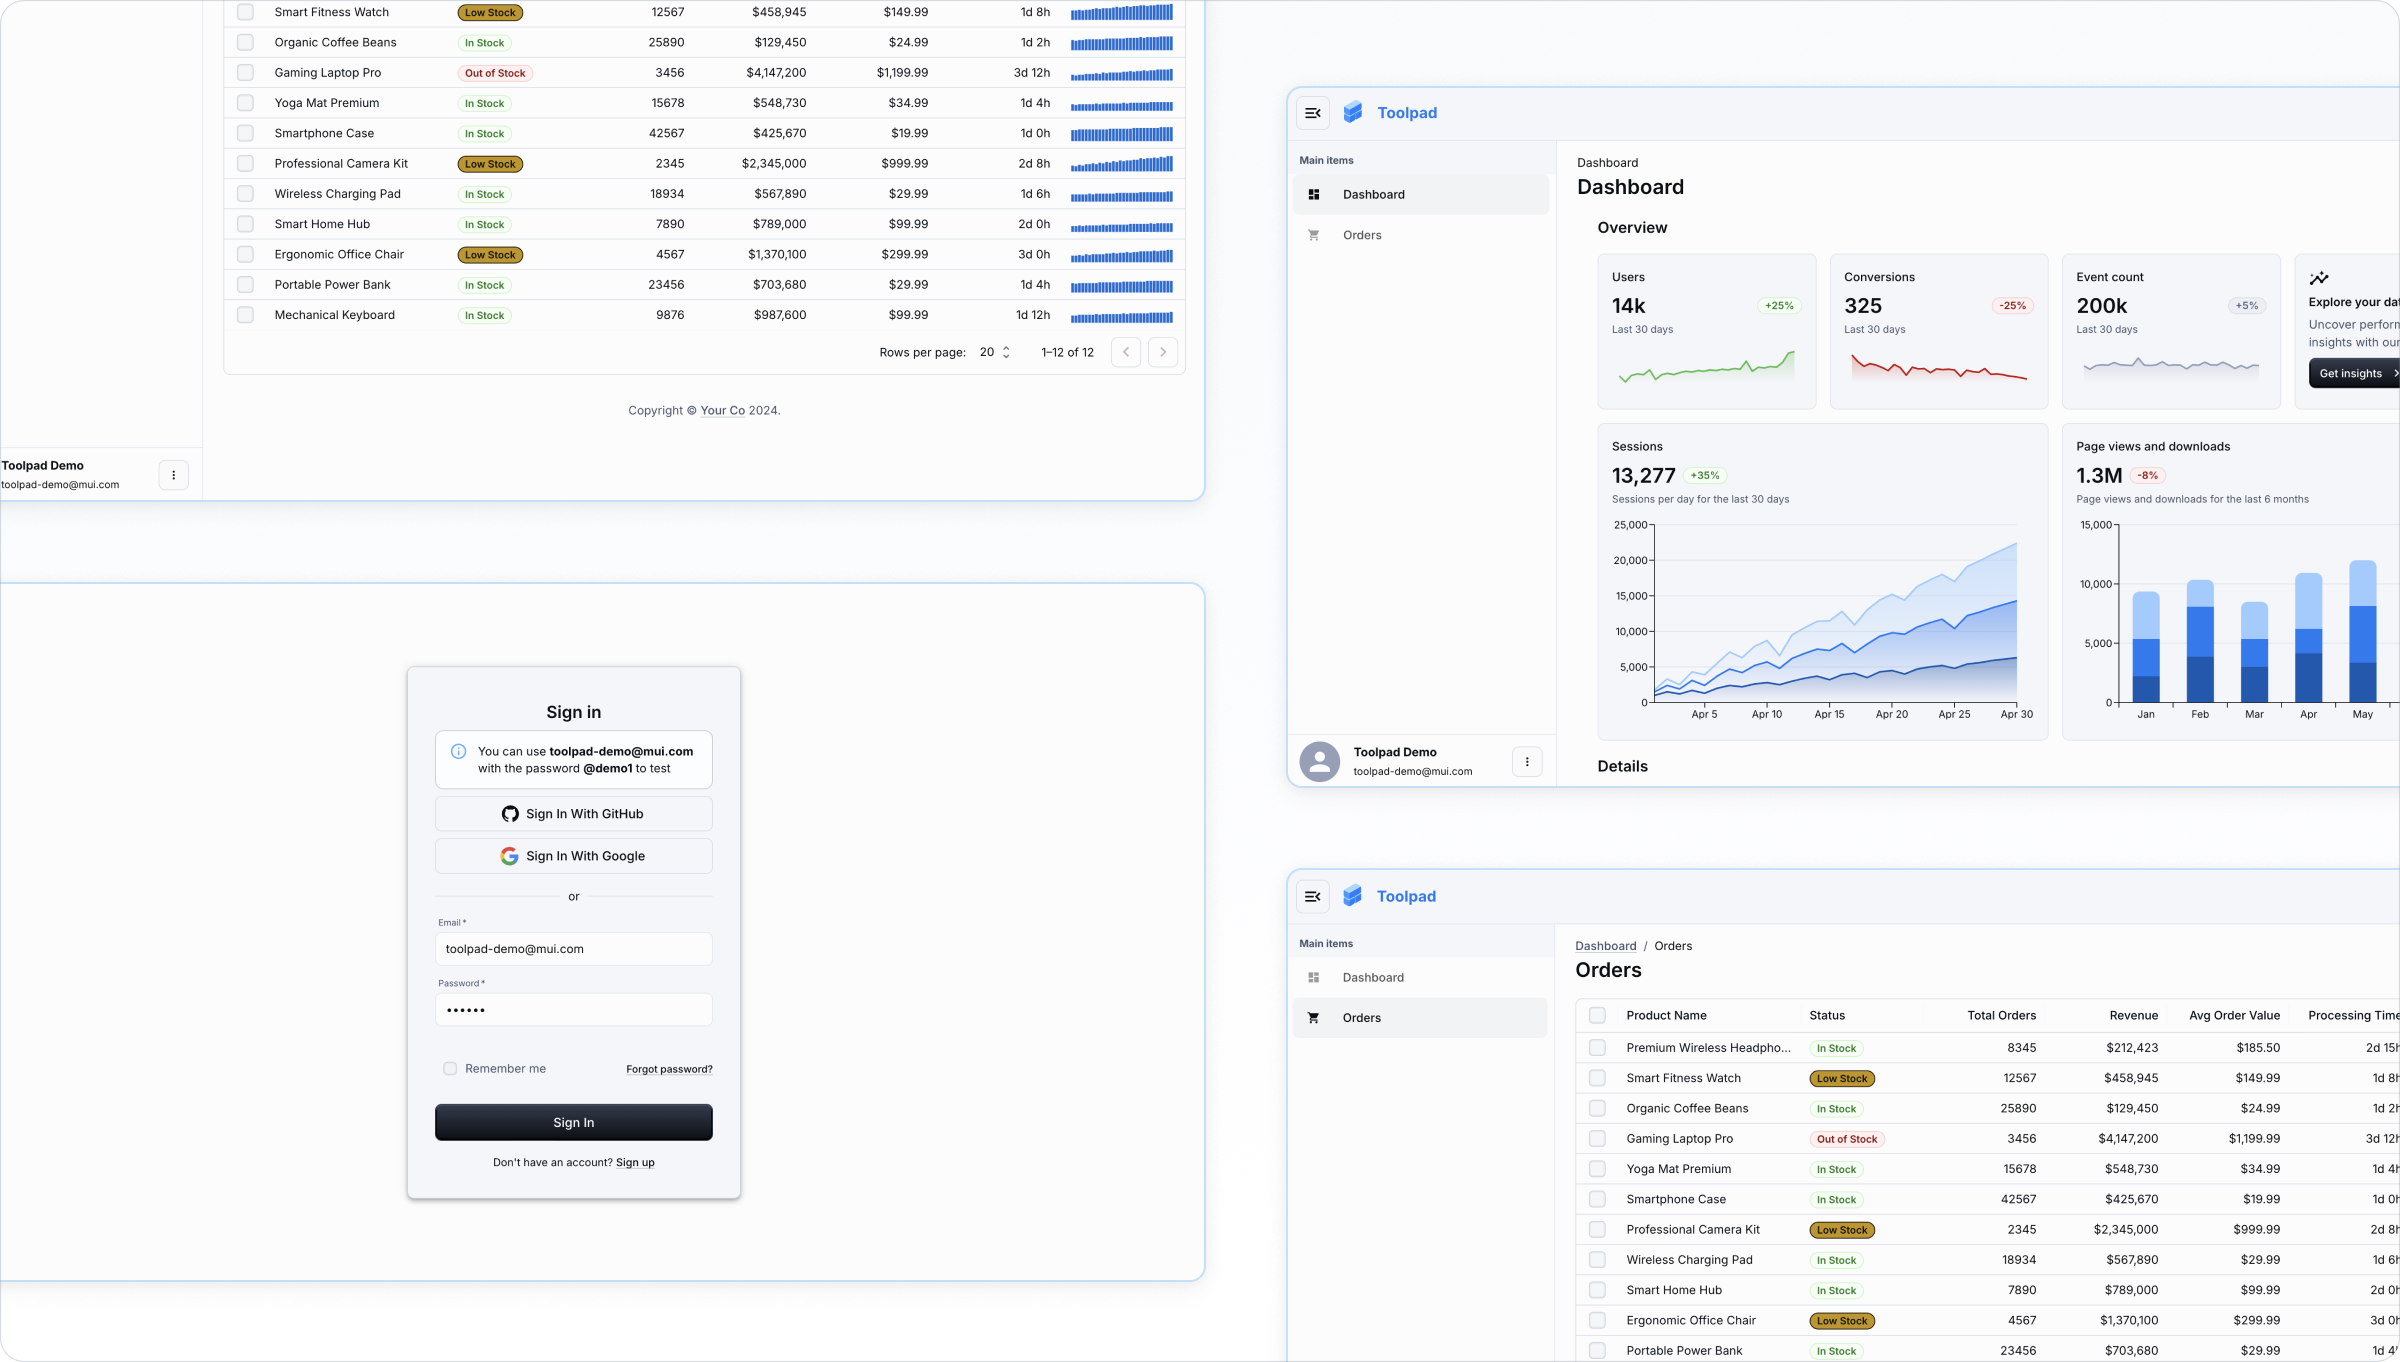 Smart Fitness Watch Low Stock 12567 $458,945 $149.99 1d 8h
Organic Coffee Beans In Stock 25890 $129,450 $24.99 1d 2h
Gaming Laptop Pro Out of Stock 3456 $4,147,200 $1,199.99 3d 12h
Yoga Mat Premium In Stock 15678 $548,730 $34.99 1d 4h
Smartphone Case In Stock 42567 $425,670 $19.99 1d 0h
Professional Camera Kit Low Stock 2345 $2,345,000 $999.99 2d 8h
Wireless Charging Pad In Stock 18934 $567,890 $29.99 1d 6h
Smart Home Hub In Stock 7890 $789,000 $99.99 2d 0h
Ergonomic Office Chair Low Stock 4567 $1,370,100 $299.99 3d 0h
Portable Power Bank In Stock 23456 $703,680 $29.99 1d 4h
Mechanical Keyboard In Stock 9876 $987,600 $99.99 1d 12h
Rows per page: 20 1–12 of 12
Copyright © Your Co 2024.
Toolpad Demo
toolpad-demo@mui.com
Sign in
You can use toolpad-demo@mui.com
with the password @demo1 to test
Sign In With GitHub
Sign In With Google
or
Email *
toolpad-demo@mui.com
Password *
Remember me Forgot password?
Sign In
Don't have an account? Sign up
Toolpad
Main items
Dashboard
Orders
Toolpad Demo
toolpad-demo@mui.com
Dashboard
Dashboard
Overview
Users
14k +25%
Last 30 days
Conversions
325 -25%
Last 30 days
Event count
200k +5%
Last 30 days
Explore your dat
Uncover perform
insights with our
Get insights
Sessions
13,277 +35%
Sessions per day for the last 30 days
25,000
20,000
15,000
10,000
5,000
0
Apr 5 Apr 10 Apr 15 Apr 20 Apr 25 Apr 30
Page views and downloads
1.3M -8%
Page views and downloads for the last 6 months
15,000
10,000
5,000
0
Jan Feb Mar Apr May
Details
Toolpad
Main items
Dashboard
Orders
Dashboard / Orders
Orders
Product Name Status Total Orders Revenue Avg Order Value Processing Time
Premium Wireless Headpho... In Stock 8345 $212,423 $185.50 2d 15h
Smart Fitness Watch Low Stock 12567 $458,945 $149.99 1d 8h
Organic Coffee Beans In Stock 25890 $129,450 $24.99 1d 2h
Gaming Laptop Pro Out of Stock 3456 $4,147,200 $1,199.99 3d 12h
Yoga Mat Premium In Stock 15678 $548,730 $34.99 1d 4h
Smartphone Case In Stock 42567 $425,670 $19.99 1d 0h
Professional Camera Kit Low Stock 2345 $2,345,000 $999.99 2d 8h
Wireless Charging Pad In Stock 18934 $567,890 $29.99 1d 6h
Smart Home Hub In Stock 7890 $789,000 $99.99 2d 0h
Ergonomic Office Chair Low Stock 4567 $1,370,100 $299.99 3d 0h
Portable Power Bank In Stock 23456 $703,680 $29.99 1d 4